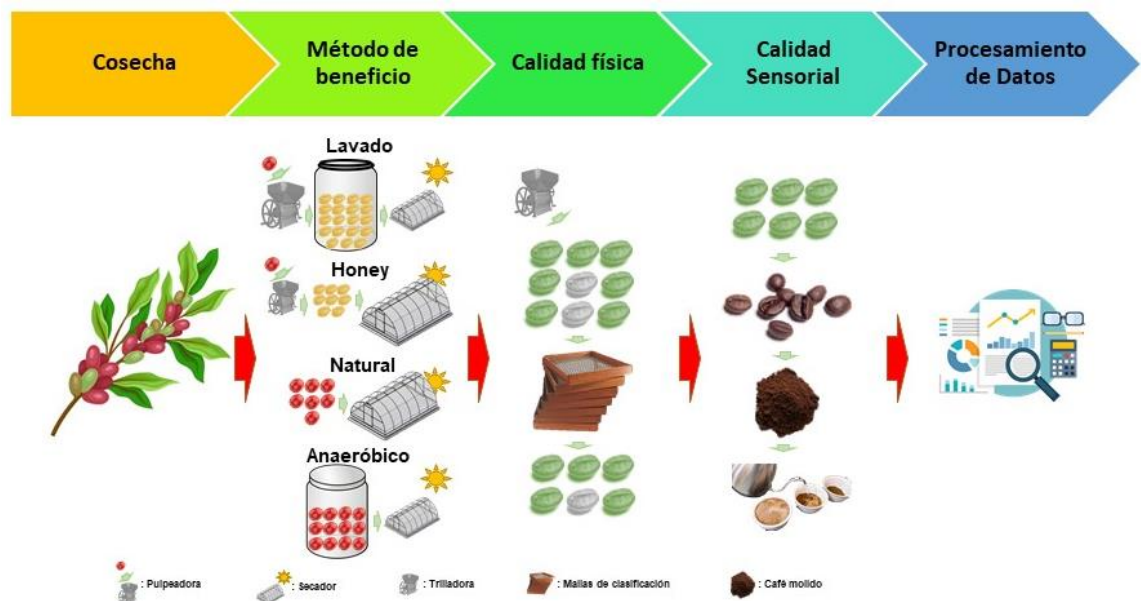 Cosecha
Método de
beneficio
Calidad física
Calidad
Sensorial
Procesamiento
de Datos
Lavado
Honey
Natural
Anaeróbico
: Pulpeadora
: Secador
: Trilladora
: Mallas de clasificación
: Café molido